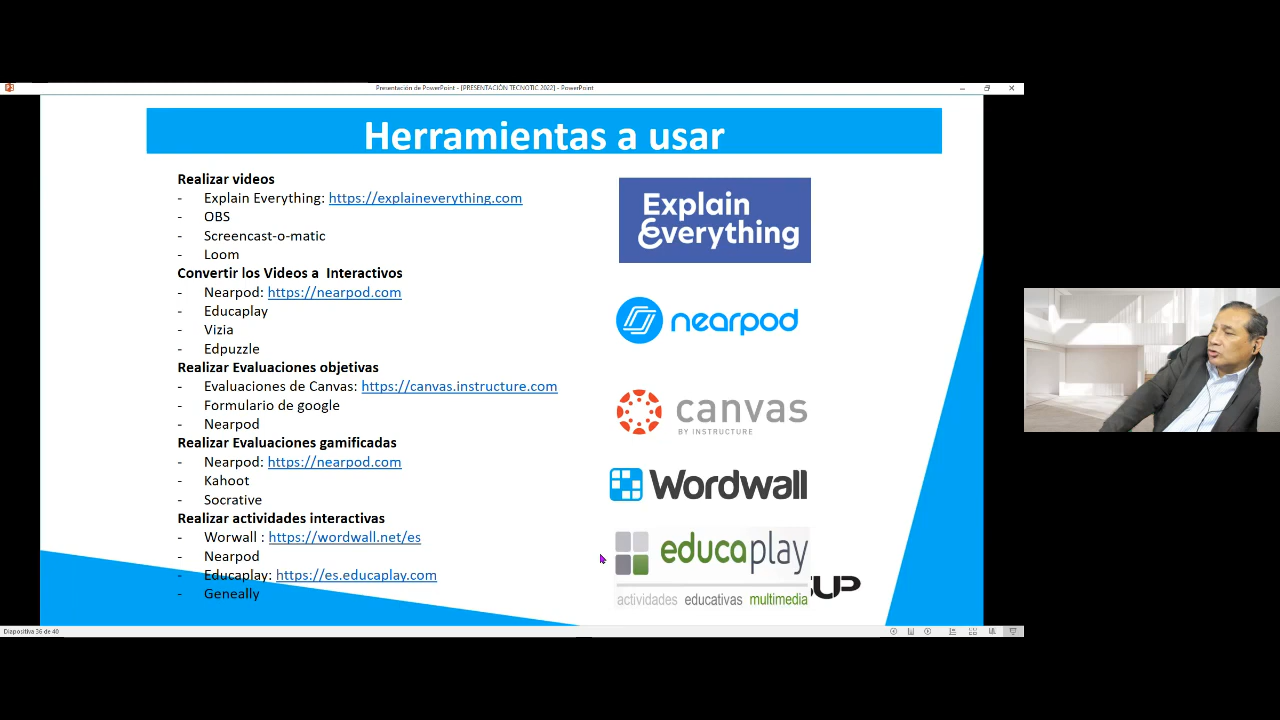 Presentación de PowerPoint - [PRESENTACIÓN TECNOTIC 2022] - PowerPoint
Herramientas a usar
Realizar videos
- Explain Everything: https://explaineverything.com
- OBS
- Screencast-o-matic
- Loom
Convertir los Videos a Interactivos
- Nearpod: https://nearpod.com
- Educaplay
- Vizia
- Edpuzzle
Realizar Evaluaciones objetivas
- Evaluaciones de Canvas: https://canvas.instructure.com
- Formulario de google
- Nearpod
Realizar Evaluaciones gamificadas
- Nearpod: https://nearpod.com
- Kahoot
- Socrative
Realizar actividades interactivas
- Worwall : https://wordwall.net/es
- Nearpod
- Educaplay: https://es.educaplay.com
- Geneally
Explain
Everything
nearpod
canvas
BY INSTRUCTURE
Wordwall
educaplay
actividades educativas multimedia
UP
Diapositiva 36 de 40